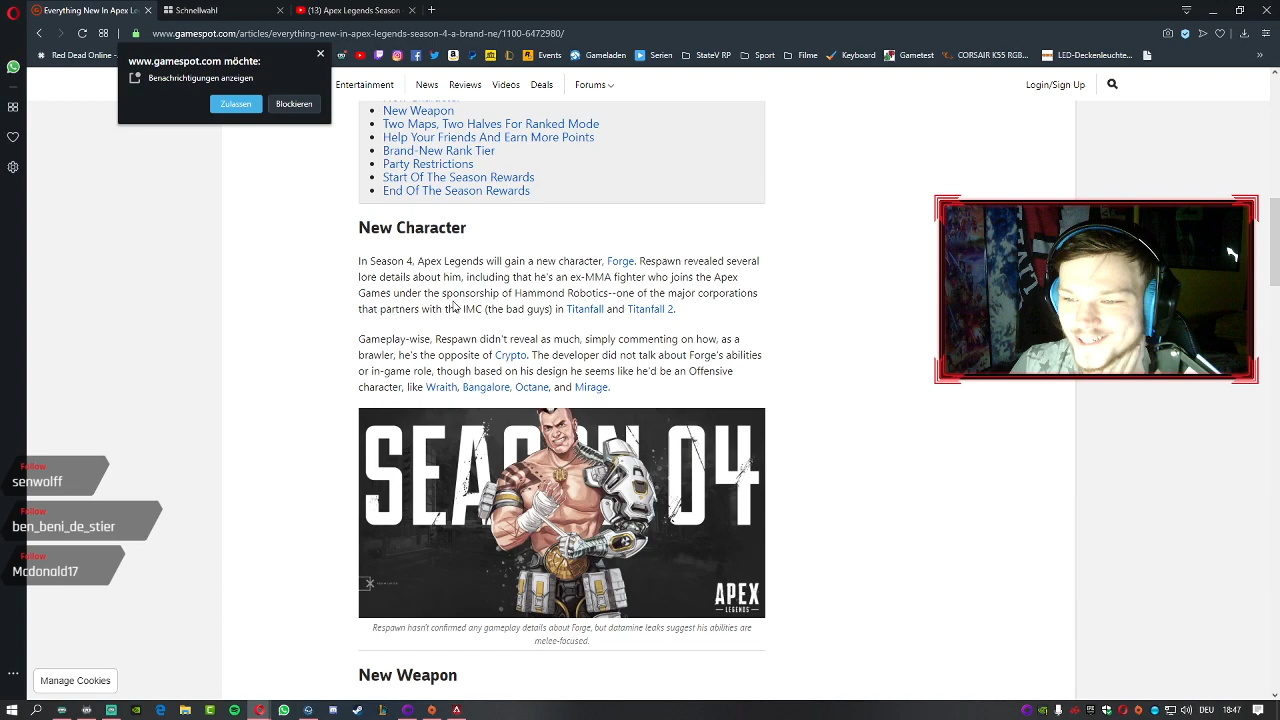 Everything New In Apex Le
Schnellwahl
(13) Apex Legends Season
www.gamespot.com/articles/everything-new-in-apex-legends-season-4-a-brand-ne/1100-6472980/
Red Dead Online
Events
Gameladen
Serien
StateV RP
Sport
Filme
Keyboard
Gametest
CORSAIR K55 RGB...
LED-Deckenleucht...
www.gamespot.com möchte:
Benachrichtigungen anzeigen
Zulassen
Blockieren
Entertainment
News
Reviews
Videos
Deals
Forums
Login/Sign Up
New Weapon
Two Maps, Two Halves For Ranked Mode
Help Your Friends And Earn More Points
Brand-New Rank Tier
Party Restrictions
Start Of The Season Rewards
End Of The Season Rewards
New Character
In Season 4, Apex Legends will gain a new character, Forge. Respawn revealed several
lore details about him, including that he's an ex-MMA fighter who joins the Apex
Games under the sponsorship of Hammond Robotics--one of the major corporations
that partners with the IMC (the bad guys) in Titanfall and Titanfall 2.
Gameplay-wise, Respawn didn't reveal as much, simply commenting on how, as a
brawler, he's the opposite of Crypto. The developer did not talk about Forge's abilities
or in-game role, though based on his design he seems like he'd be an Offensive
character, like Wraith, Bangalore, Octane, and Mirage.
SEASON 04
APEX
LEGENDS
Respawn hasn't confirmed any gameplay details about Forge, but datamine leaks suggest his abilities are
melee-focused.
New Weapon
Follow
senwolff
Follow
ben_beni_de_stier
Follow
Mcdonald17
Manage Cookies
DEU
18:47